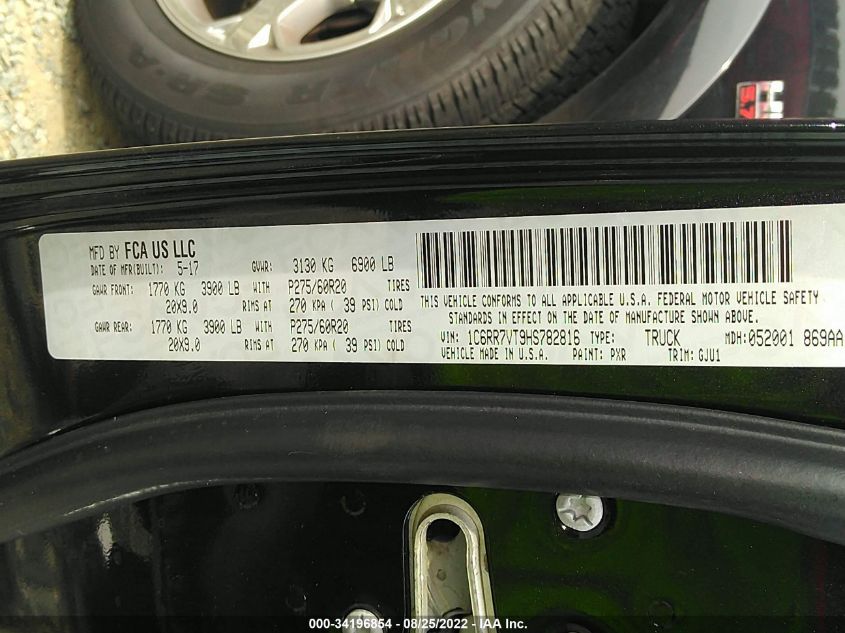 WRANGLER SR-A
MFD BY FCA US LLC
DATE OF MFR(BUILT): 5-17 GVWR: 3130 KG 6900 LB
GAWR FRONT: 1770 KG 3900 LB WITH P275/60R20 TIRES
20X9.0 RIMS AT 270 KPA ( 39 PSI) COLD
GAWR REAR: 1770 KG 3900 LB WITH P275/60R20 TIRES
20X9.0 RIMS AT 270 KPA ( 39 PSI) COLD
THIS VEHICLE CONFORMS TO ALL APPLICABLE U.S.A. FEDERAL MOTOR VEHICLE SAFETY
STANDARDS IN EFFECT ON THE DATE OF MANUFACTURE SHOWN ABOVE.
VIN: 1C6RR7VT9HS782816 TYPE: TRUCK MDH:052001 869AA
VEHICLE MADE IN U.S.A. PAINT: PXR TRIM: GJU1
000-34196854 - 08/25/2022 - IAA Inc.